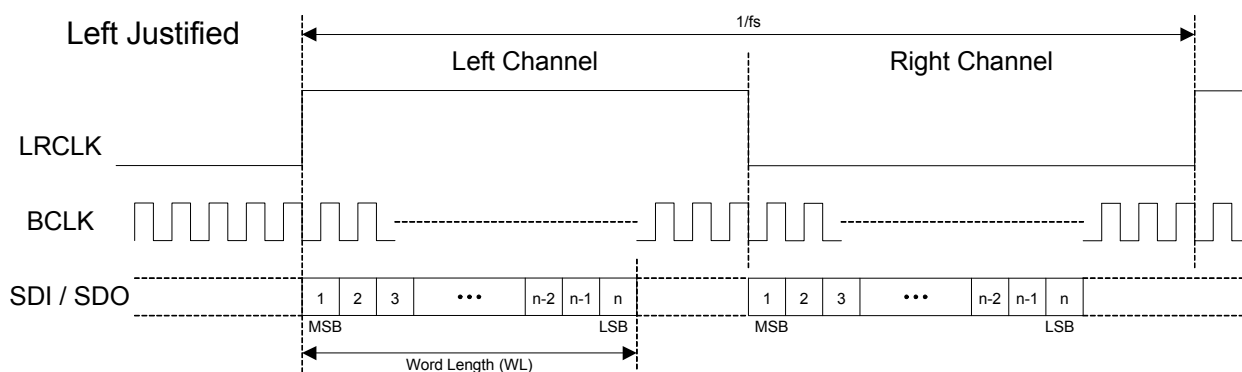 Left Justified
1/fs
Left Channel
Right Channel
LRCLK
BCLK
SDI / SDO
1 2 3 ••• n-2 n-1 n 1 2 3 ••• n-2 n-1 n
MSB LSB MSB LSB
Word Length (WL)